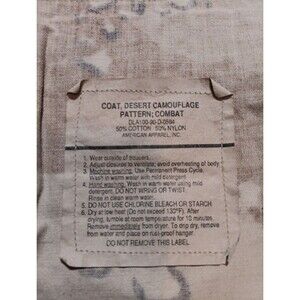 COAT, DESERT CAMOUFLAGE
PATTERN; COMBAT
DLA100-90-D-0584
50% COTTON 50% NYLON
AMERICAN APPAREL, INC.
1. Wear outside of trousers.
2. Adjust closures to ventilate; avoid overheating of body.
3. Machine washing: Use Permanent Press Cycle.
Wash in warm water with mild detergent.
4. Hand washing: Wash in warm water using mild
detergent. DO NOT WRING OR TWIST.
Rinse in clean warm water.
5. DO NOT USE CHLORINE BLEACH OR STARCH
6. Dry at low heat (Do not exceed 130°F). After
drying, tumble at room temperature for 10 minutes.
Remove immediately from dryer. To drip dry, remove
from water and place on rust-proof hanger.
DO NOT REMOVE THIS LABEL